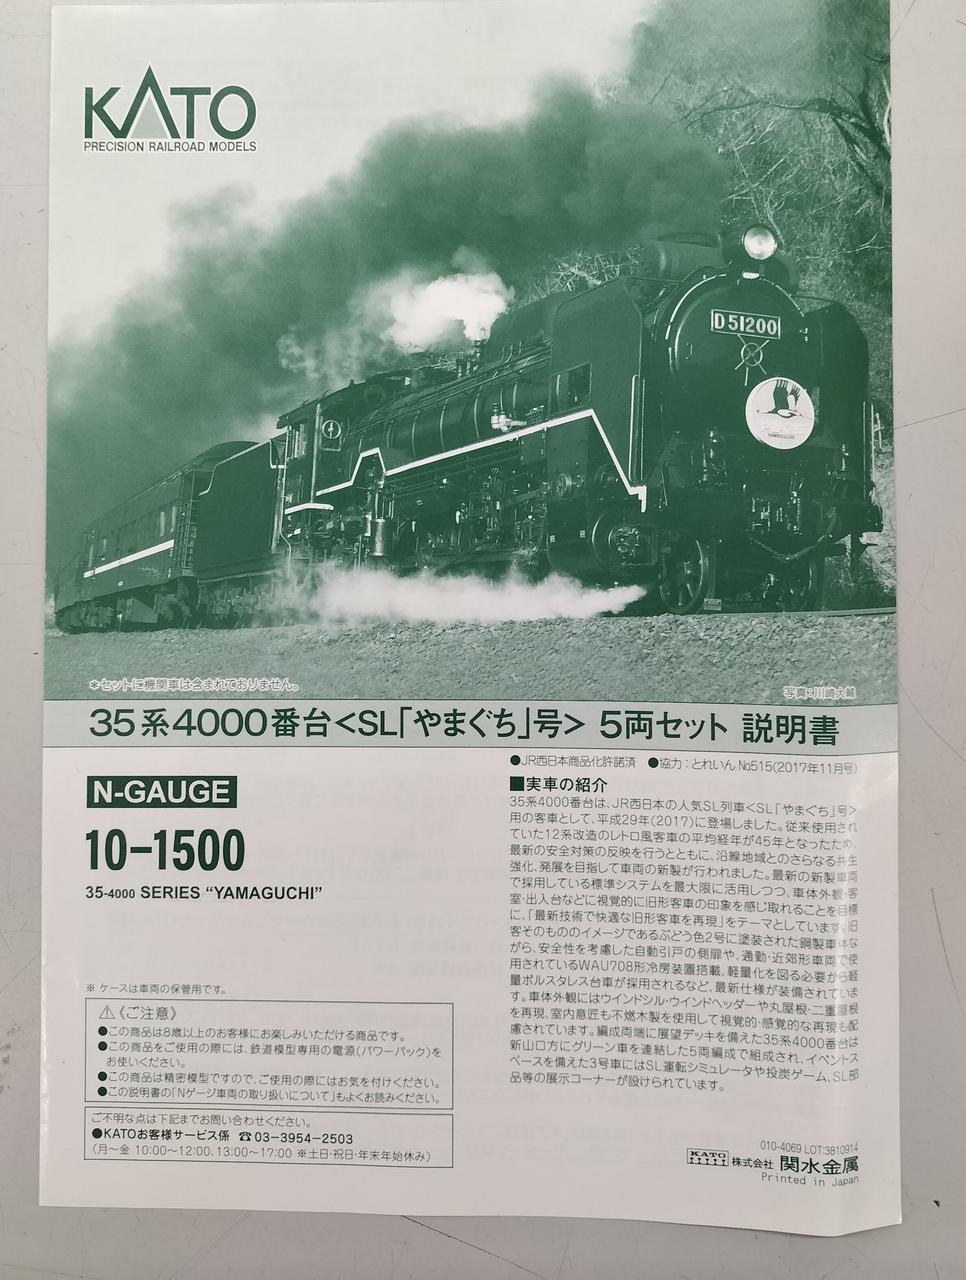 KATO
PRECISION RAILROAD MODELS
D51200
YAMAGUCHI
＊セットに機関車は含まれておりません。
写真：川崎大輔
35系4000番台<SL「やまぐち」号> 5両セット 説明書
●JR西日本商品化許諾済 ●協力：とれいん No515(2017年11月号)
N-GAUGE
10-1500
35-4000 SERIES “YAMAGUCHI”
※ ケースは車両の保管用です。
⚠《ご注意》
●この商品は8歳以上のお客様にお楽しみいただける商品です。
●この商品をご使用の際には、鉄道模型専用の電源(パワーパック)を
お使いください。
●この商品は精密模型ですので、ご使用の際にはお気を付けください。
●この説明書の「Nゲージ車両の取り扱いについて」もよくお読みください。
ご不明な点は下記までお問い合わせください。
●KATOお客様サービス係 ☎03-3954-2503
(月～金 10:00～12:00、13:00～17:00 ※土日・祝日・年末年始休み)
■実車の紹介
35系4000番台は、JR西日本の人気SL列車<SL「やまぐち」号>
用の客車として、平成29年(2017)に登場しました。従来使用され
ていた12系改造のレトロ風客車の平均経年が45年となったため、
最新の安全対策の反映を行うとともに、沿線地域とのさらなる共生
強化、発展を目指して車両の新製が行われました。最新の新製車両
で採用している標準システムを最大限に活用しつつ、車体外観・客
室・出入台などに視覚的に旧形客車の印象を感じ取れることを目標
に、「最新技術で快適な旧形客車を再現」をテーマとしています。旧
客そのもののイメージであるぶどう色2号に塗装された鋼製車体な
がら、安全性を考慮した自動引戸の側扉や、通勤・近郊形車両で使
用されているWAU708形冷房装置搭載、軽量化を図る必要から軽
量ボルスタレス台車が採用されるなど、最新仕様が装備されていま
す。車体外観にはウインドシル・ウインドヘッダーや丸屋根・二重屋根
を再現、室内意匠も不燃木製を使用して視覚的・感覚的な再現も配
慮されています。編成両端に展望デッキを備えた35系4000番台は
新山口方にグリーン車を連結した5両編成で組成され、イベントス
ペースを備えた3号車にはSL運転シミュレータや投炭ゲーム、SL部
品等の展示コーナーが設けられています。
010-4069 LOT:3810914
KATO 株式会社 関水金属
Printed in Japan